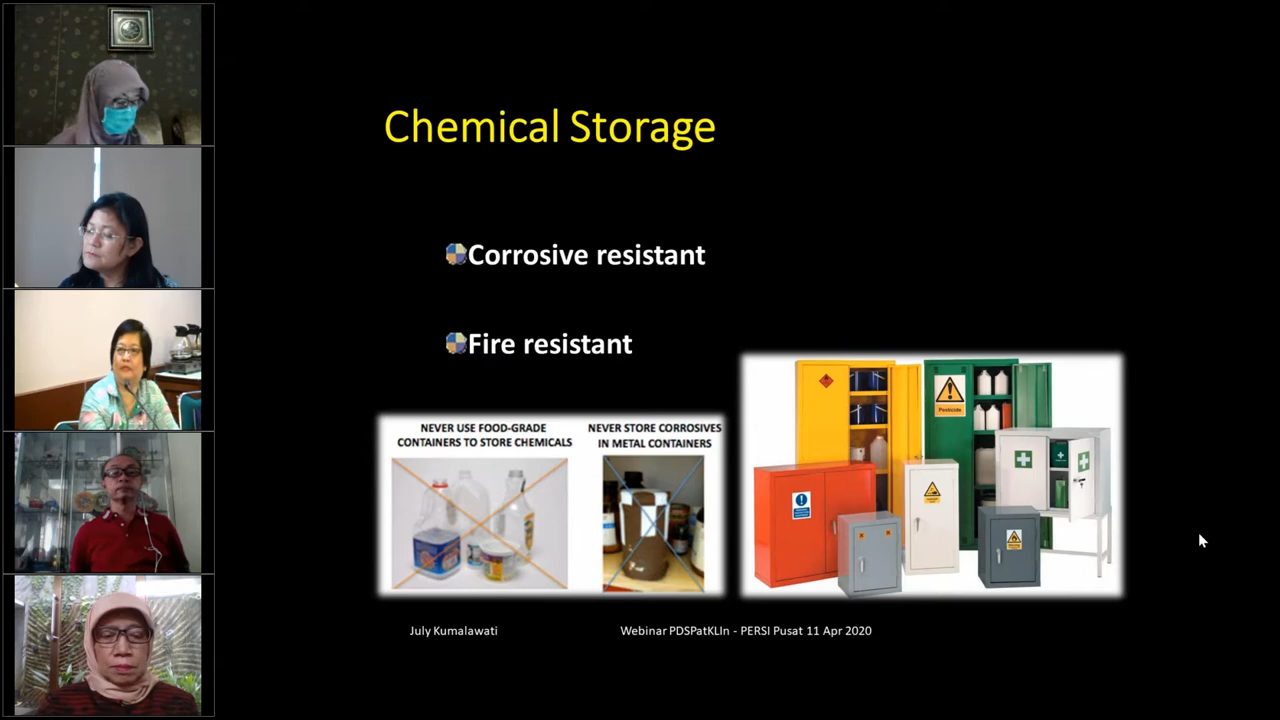 Chemical Storage
Corrosive resistant
Fire resistant
NEVER USE FOOD-GRADE
CONTAINERS TO STORE CHEMICALS
NEVER STORE CORROSIVES
IN METAL CONTAINERS
Pesticide
July Kumalawati
Webinar PDSPatKLIn - PERSI Pusat 11 Apr 2020